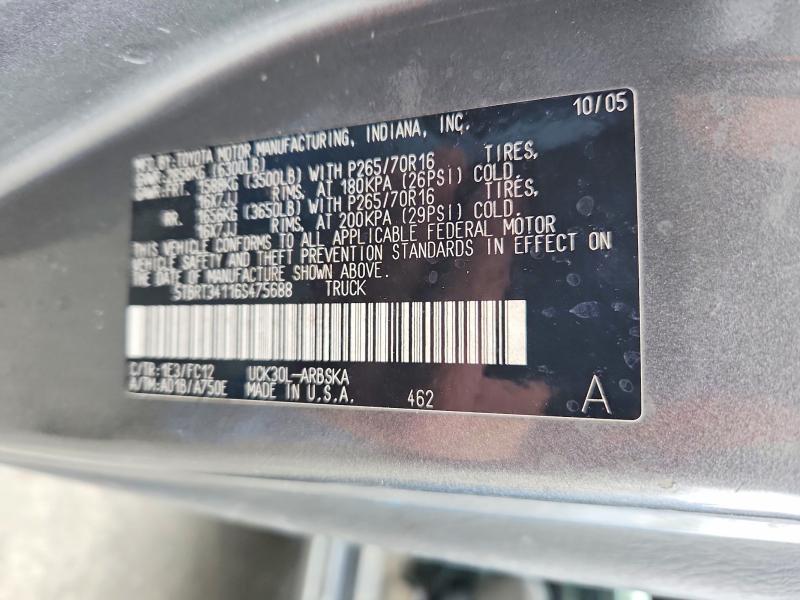 10/05
MFD. BY: TOYOTA MOTOR MANUFACTURING, INDIANA, INC.
GVWR 2858KG (6300LB)
GAWR FRT. 1588KG (3500LB) WITH P265/70R16 TIRES,
16X7JJ RIMS, AT 180KPA (26PSi) COLD.
RR. 1656KG (3650LB) WITH P265/70R16 TIRES,
16X7JJ RIMS, AT 200KPA (29PSi) COLD.
THIS VEHICLE CONFORMS TO ALL APPLICABLE FEDERAL MOTOR
VEHICLE SAFETY AND THEFT PREVENTION STANDARDS IN EFFECT ON
THE DATE OF MANUFACTURE SHOWN ABOVE.
5TBRT34116S475688 TRUCK
C/TR:1E3/FC12 UCK30L-ARBSKA
A/TM:A01B/A750E MADE IN U.S.A. 462 A